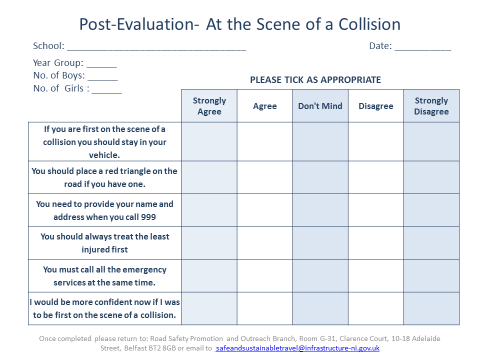 Post-Evaluation- At the Scene of a Collision
School: ___________________________________ Date: ___________
Year Group: ______
No. of Boys: ______
No. of Girls : ______
PLEASE TICK AS APPROPRIATE
Strongly Agree Agree Don't Mind Disagree Strongly Disagree
If you are first on the scene of a
collision you should stay in your
vehicle.
You should place a red triangle on the
road if you have one.
You need to provide your name and
address when you call 999
You should always treat the least
injured first
You must call all the emergency
services at the same time.
I would be more confident now if I was
to be first on the scene of a collision.
Once completed please return to: Road Safety Promotion and Outreach Branch, Room G-31, Clarence Court, 10-18 Adelaide
Street, Belfast BT2 8GB or email to safeandsustainabletravel@infrastructure-ni.gov.uk